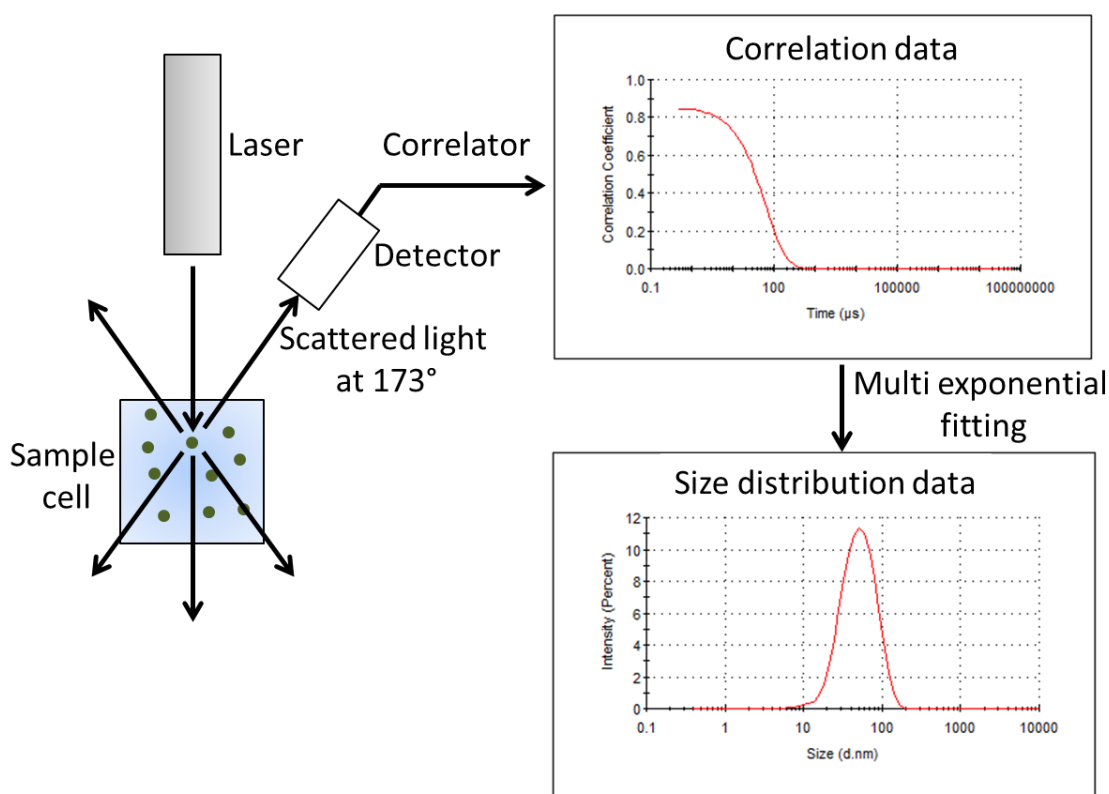 Laser
Correlator
Detector
Scattered light
at 173°
Sample
cell
Correlation data
Correlation Coefficient
1.0
0.8
0.6
0.4
0.2
0.0
0.1 100 100000 100000000
Time (µs)
Multi exponential
fitting
Size distribution data
Intensity (Percent)
12
10
8
6
4
2
0
0.1 1 10 100 1000 10000
Size (d.nm)